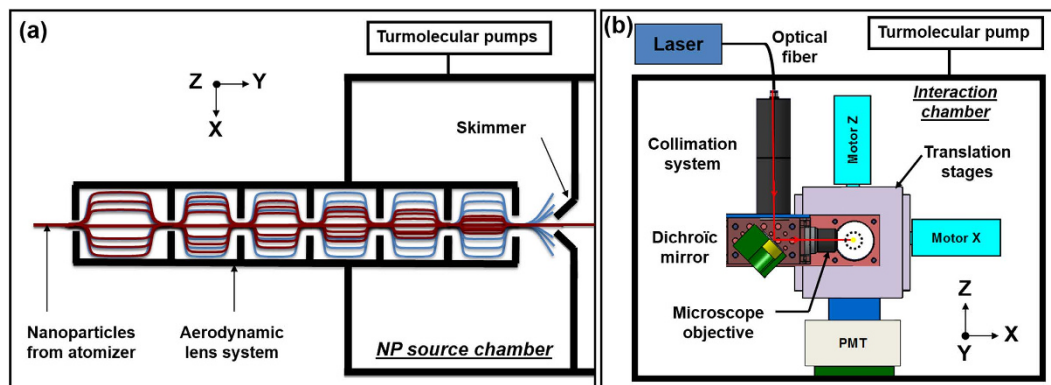 (a)
Turmolecular pumps
Z
Y
X
Skimmer
Nanoparticles
from atomizer
Aerodynamic
lens system
NP source chamber
(b)
Laser
Optical
fiber
Turmolecular pump
Interaction
chamber
Collimation
system
Motor Z
Translation
stages
Dichroïc
mirror
Motor X
Microscope
objective
PMT
Z
X
Y